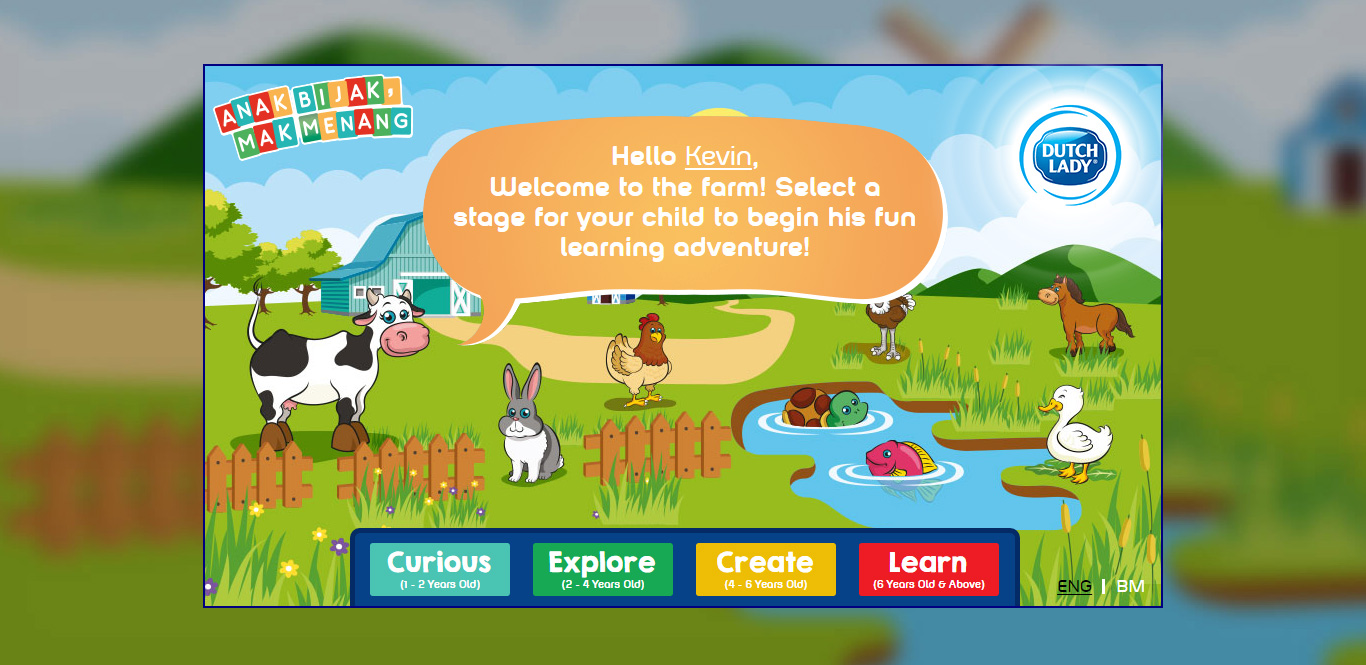 ANAK BIJAK,
MAK MENANG
DUTCH
LADY®
Hello Kevin,
Welcome to the farm! Select a
stage for your child to begin his fun
learning adventure!
Curious
(1 - 2 Years Old)
Explore
(2 - 4 Years Old)
Create
(4 - 6 Years Old)
Learn
(6 Years Old & Above)
ENG | BM